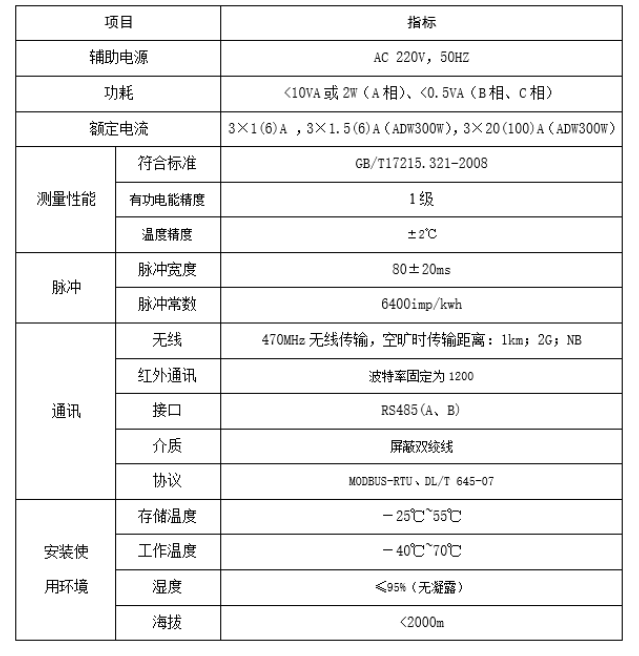 项目 指标
辅助电源 AC 220V, 50HZ
功耗 <10VA 或 2W（A 相）、<0.5VA（B 相、C 相）
额定电流 3×1(6)A ，3×1.5(6)A（ADW300W），3×20(100)A（ADW300W）
测量性能 符合标准 GB/T17215.321-2008
有功电能精度 1 级
温度精度 ±2℃
脉冲 脉冲宽度 80±20ms
脉冲常数 6400imp/kwh
通讯 无线 470MHz 无线传输，空旷时传输距离：1km；2G；NB
红外通讯 波特率固定为 1200
接口 RS485(A、B)
介质 屏蔽双绞线
协议 MODBUS-RTU、DL/T 645-07
安装使
用环境
存储温度 －25℃~55℃
工作温度 －40℃~70℃
湿度 ≤95%（无凝露）
海拔 <2000m